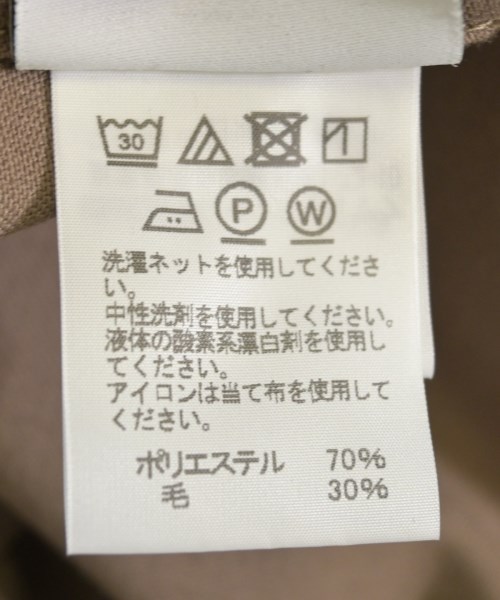 30
P W
洗濯ネットを使用してくださ
い。
中性洗剤を使用してください。
液体の酸素系漂白剤を使用し
てください。
アイロンは当て布を使用して
ください。
ポリエステル 70%
毛 30%